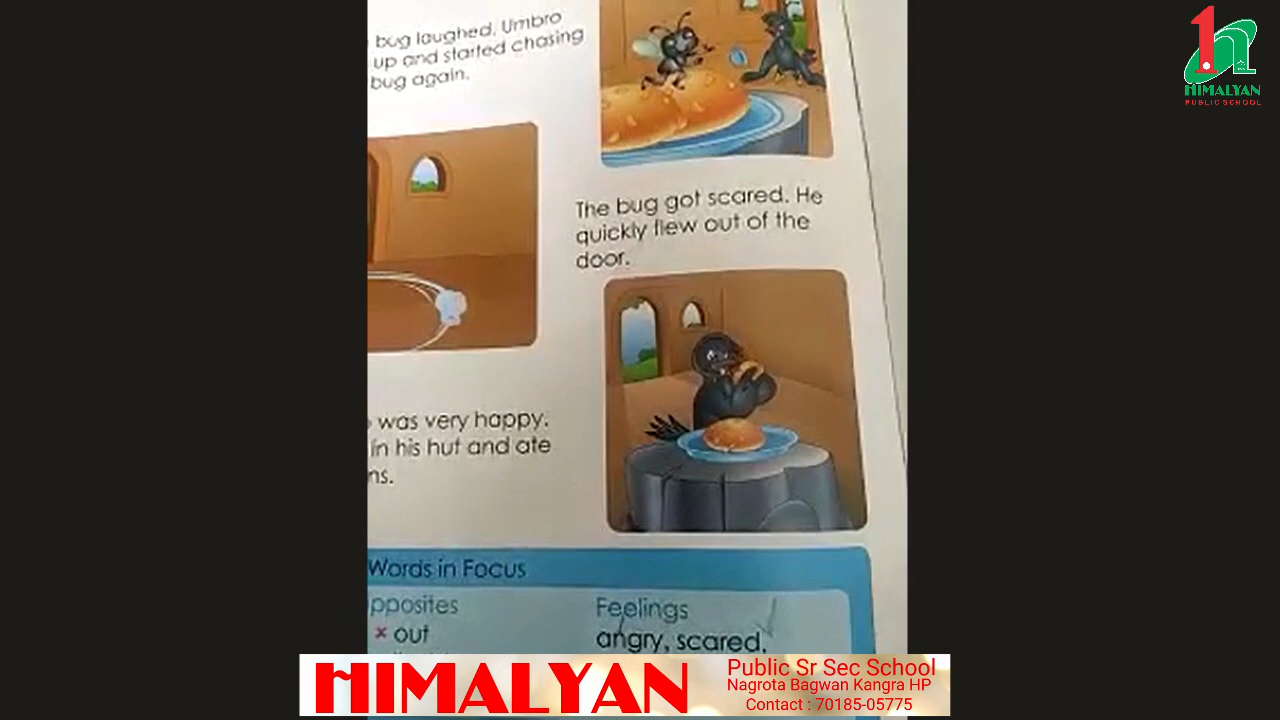 bug laughed. Umbro
up and started chasing
bug again.
The bug got scared. He
quickly flew out of the
door.
was very happy.
in his hut and ate
ns.
Words in Focus
pposites
× out
Feelings
angry, scared,
1h
HIMALYAN
PUBLIC SCHOOL
HIMALYAN
Public Sr Sec School
Nagrota Bagwan Kangra HP
Contact : 70185-05775